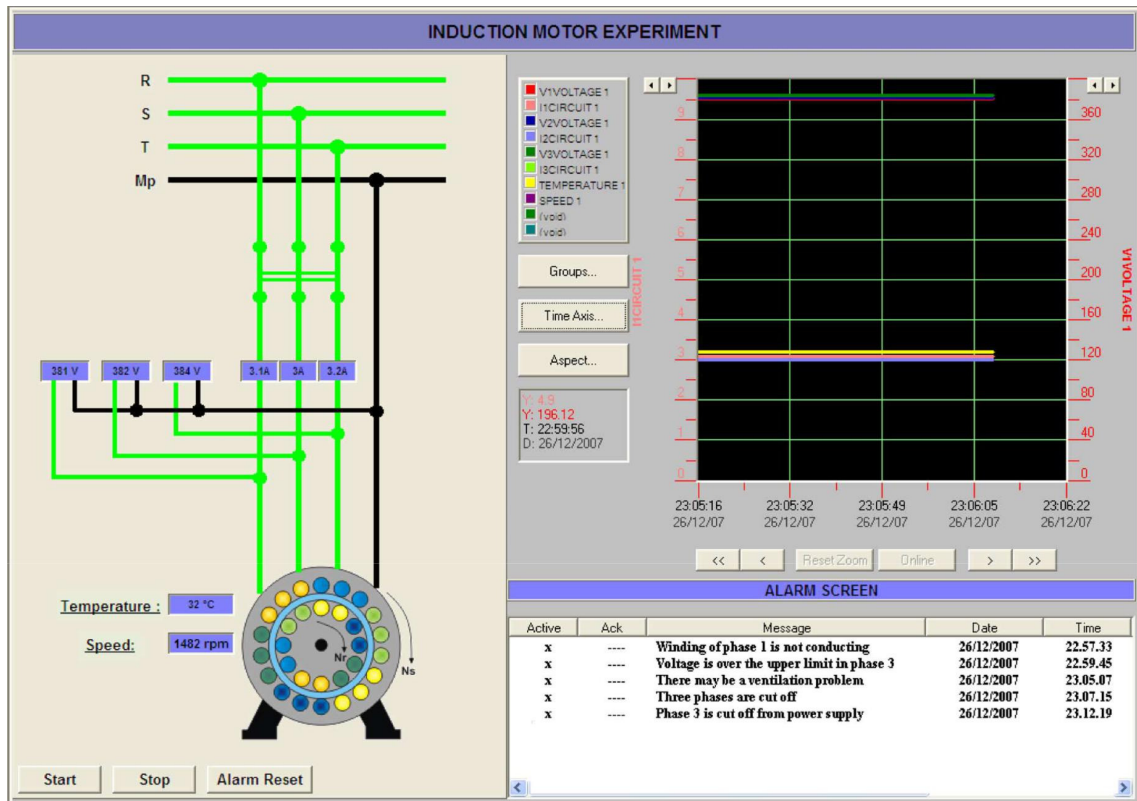 INDUCTION MOTOR EXPERIMENT
R
S
T
Mp
381 V
382 V
384 V
3.1A
3A
3.2A
Temperature :
32 °C
Speed:
1482 rpm
Nr
Ns
Start
Stop
Alarm Reset
V1VOLTAGE 1
I1CIRCUIT 1
V2VOLTAGE 1
I2CIRCUIT 1
V3VOLTAGE 1
I3CIRCUIT 1
TEMPERATURE 1
SPEED 1
(void)
(void)
Groups...
Time Axis...
Aspect...
Y: 4.9
Y: 196.12
T: 22:59:56
D: 26/12/2007
I1CIRCUIT 1
9
8
7
6
5
4
3
2
1
0
360
320
280
240
200
160
120
80
40
0
V1VOLTAGE 1
23:05:16 23:05:32 23:05:49 23:06:05 23:06:22
26/12/07 26/12/07 26/12/07 26/12/07 26/12/07
<< < Reset Zoom Online > >>
ALARM SCREEN
Active Ack Message Date Time
x ---- Winding of phase 1 is not conducting 26/12/2007 22.57.33
x ---- Voltage is over the upper limit in phase 3 26/12/2007 22.59.45
x ---- There may be a ventilation problem 26/12/2007 23.05.07
x ---- Three phases are cut off 26/12/2007 23.07.15
x ---- Phase 3 is cut off from power supply 26/12/2007 23.12.19